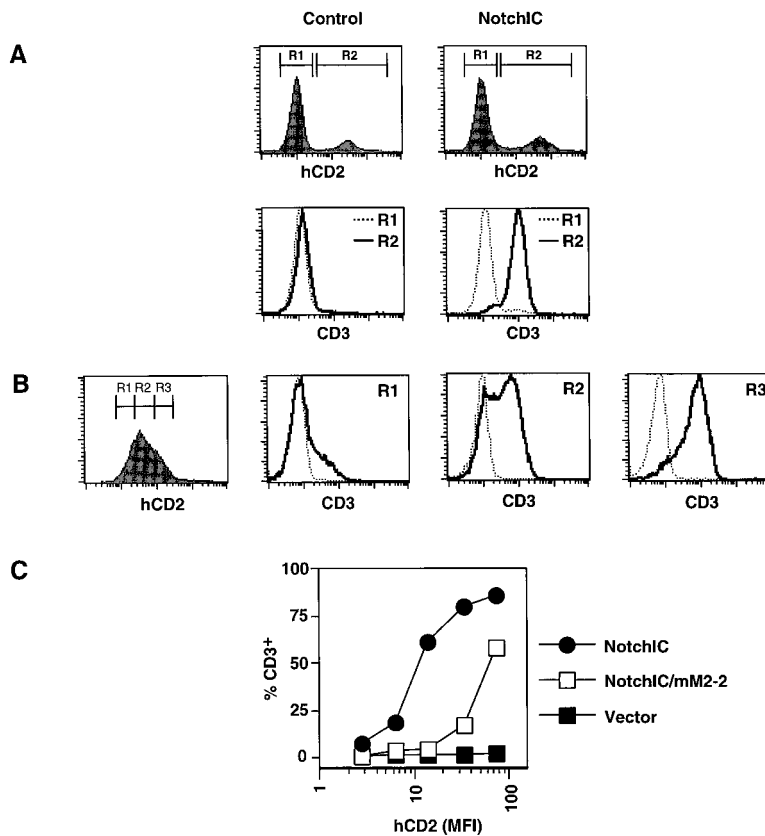 Control NotchIC
A
R1 R2 R1 R2
hCD2 hCD2
R1 R1
R2 R2
CD3 CD3
B
R1 R2 R3 R1 R2 R3
hCD2 CD3 CD3 CD3
C
100
75
50
25
0
% CD3+
1 10 100
hCD2 (MFI)
NotchIC
NotchIC/mM2-2
Vector